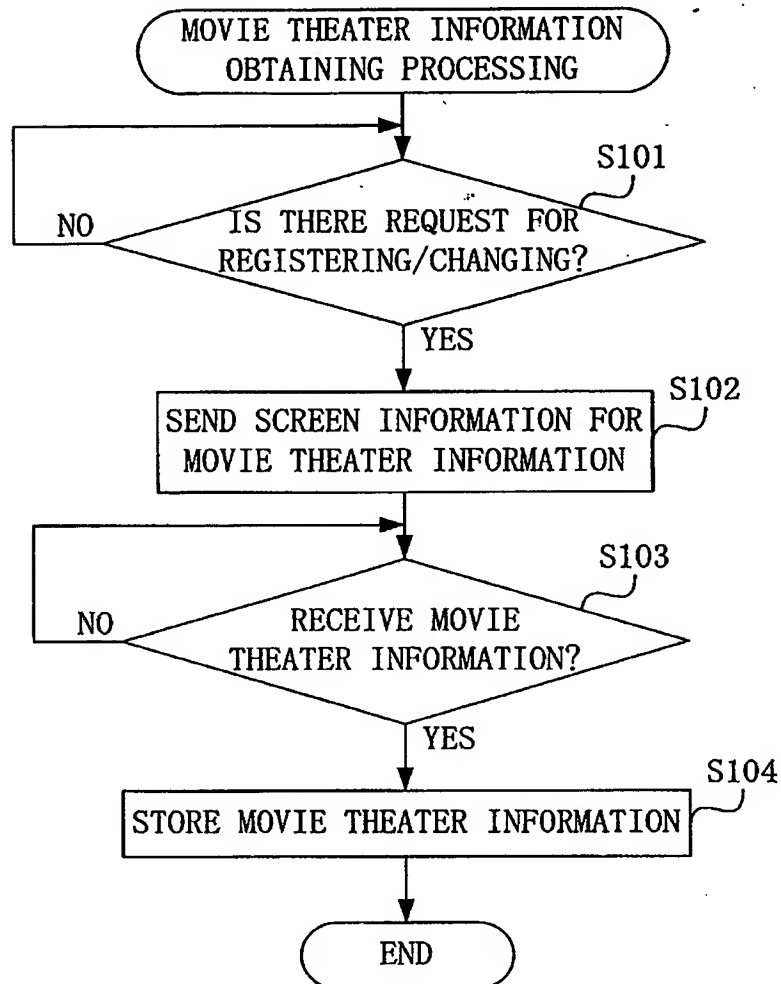 MOVIE THEATER INFORMATION
OBTAINING PROCESSING
S101
IS THERE REQUEST FOR
REGISTERING/CHANGING?
NO
YES
S102
SEND SCREEN INFORMATION FOR
MOVIE THEATER INFORMATION
S103
RECEIVE MOVIE
THEATER INFORMATION?
NO
YES
S104
STORE MOVIE THEATER INFORMATION
END